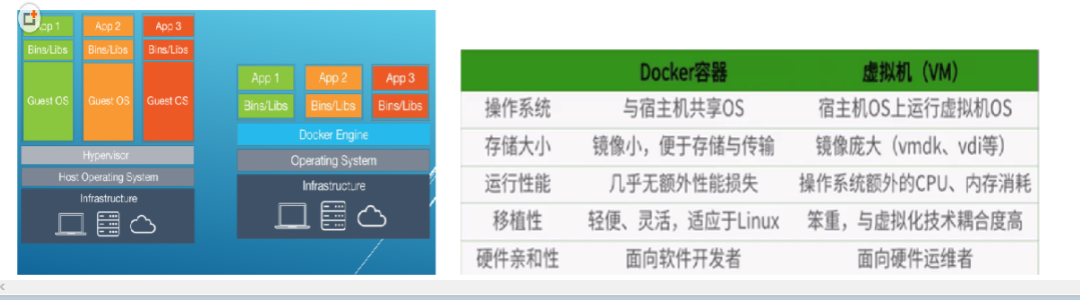 App 1 App 2 App 3
Bins/Libs Bins/Libs Bins/Libs
Guest OS Guest OS Guest OS
Hypervisor
Host Operating System
Infrastructure
App 1 App 2 App 3
Bins/Libs Bins/Libs Bins/Libs
Docker Engine
Operating System
Infrastructure
Docker容器 虚拟机（VM）
操作系统 与宿主机共享OS 宿主机OS上运行虚拟机OS
存储大小 镜像小，便于存储与传输 镜像庞大（vmdk、vdi等）
运行性能 几乎无额外性能损失 操作系统额外的CPU、内存消耗
移植性 轻便、灵活，适应于Linux 笨重，与虚拟化技术耦合度高
硬件亲和性 面向软件开发者 面向硬件运维者